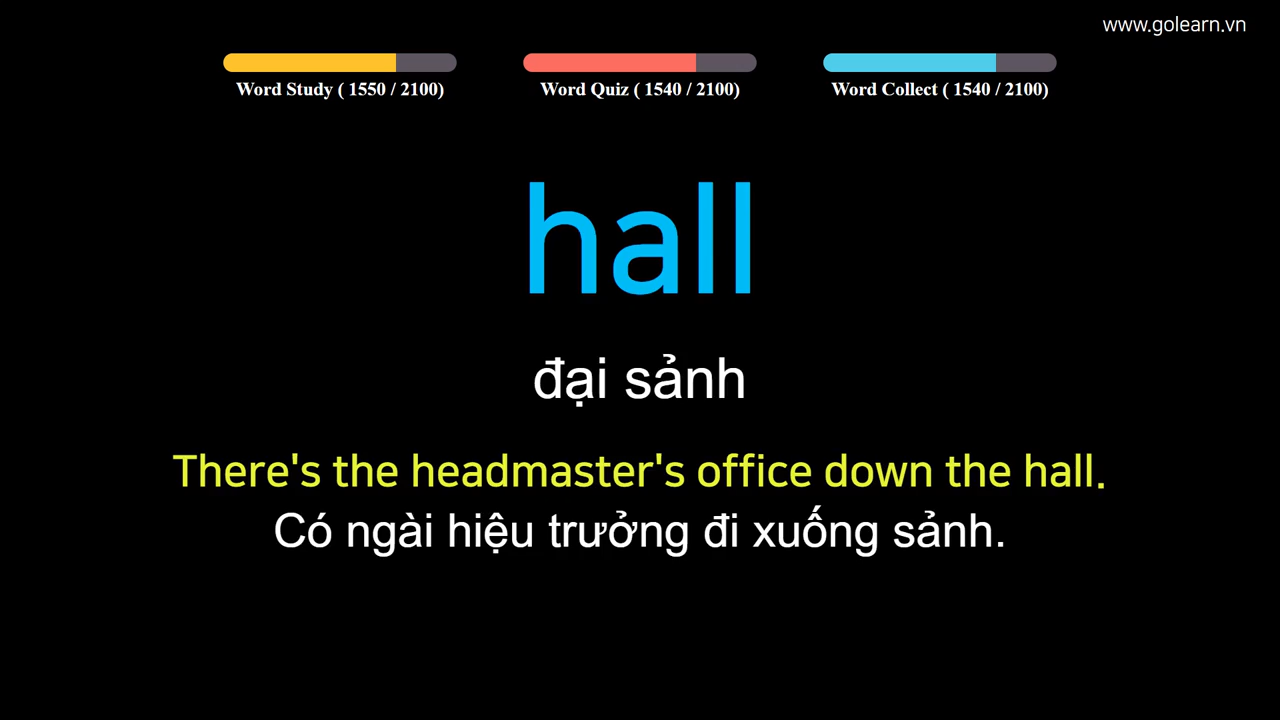 www.golearn.vn
Word Study ( 1550 / 2100)
Word Quiz ( 1540 / 2100)
Word Collect ( 1540 / 2100)
hall
đại sảnh
There's the headmaster's office down the hall.
Có ngài hiệu trưởng đi xuống sảnh.